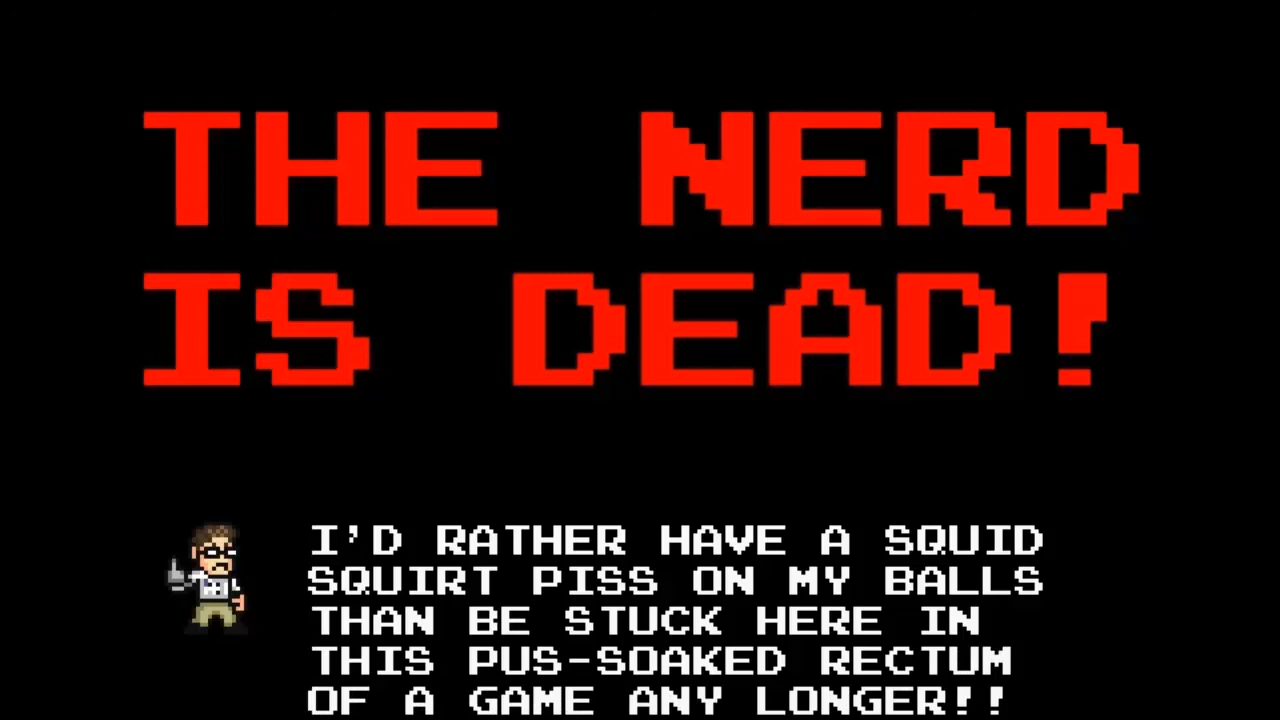 THE NERD
IS DEAD!
I'D RATHER HAVE A SQUID
SQUIRT PISS ON MY BALLS
THAN BE STUCK HERE IN
THIS PUS-SOAKED RECTUM
OF A GAME ANY LONGER!!